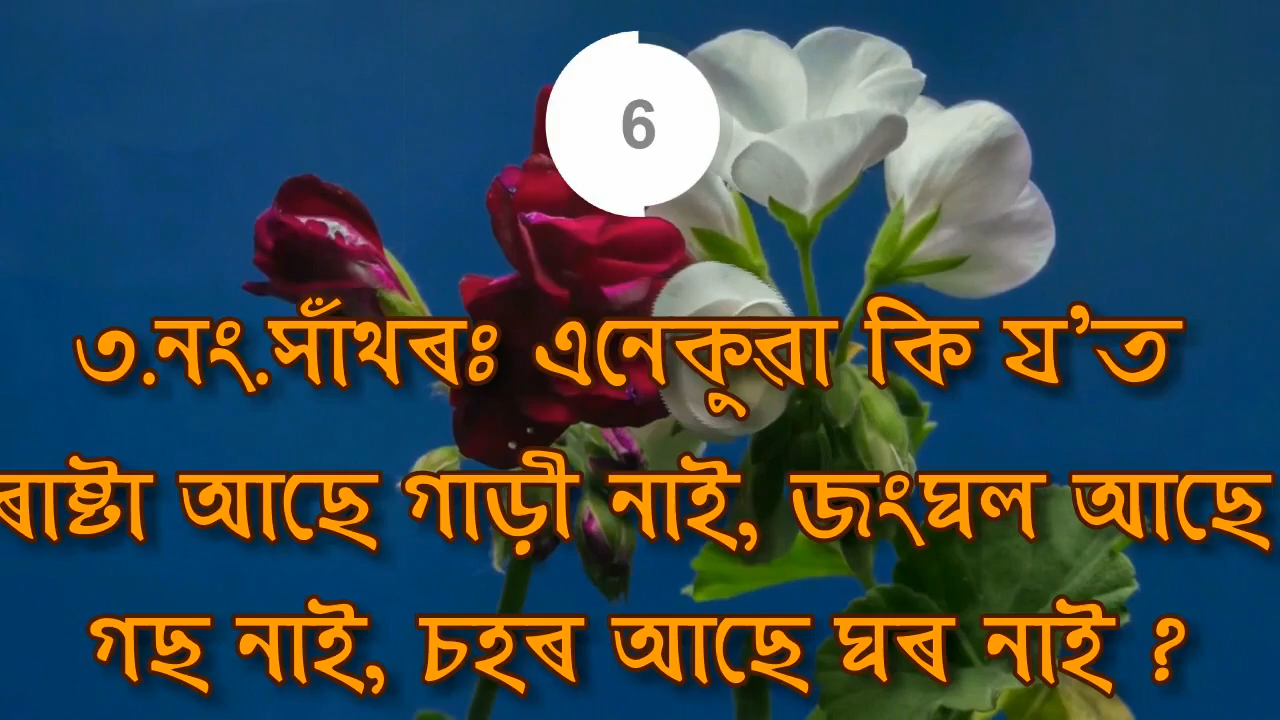 6
৩.নং.সাঁথৰঃ এনেকুৱা কি য’ত
ৰাষ্টা আছে গাড়ী নাই, জংঘল আছে
গছ নাই, চহৰ আছে ঘৰ নাই ?